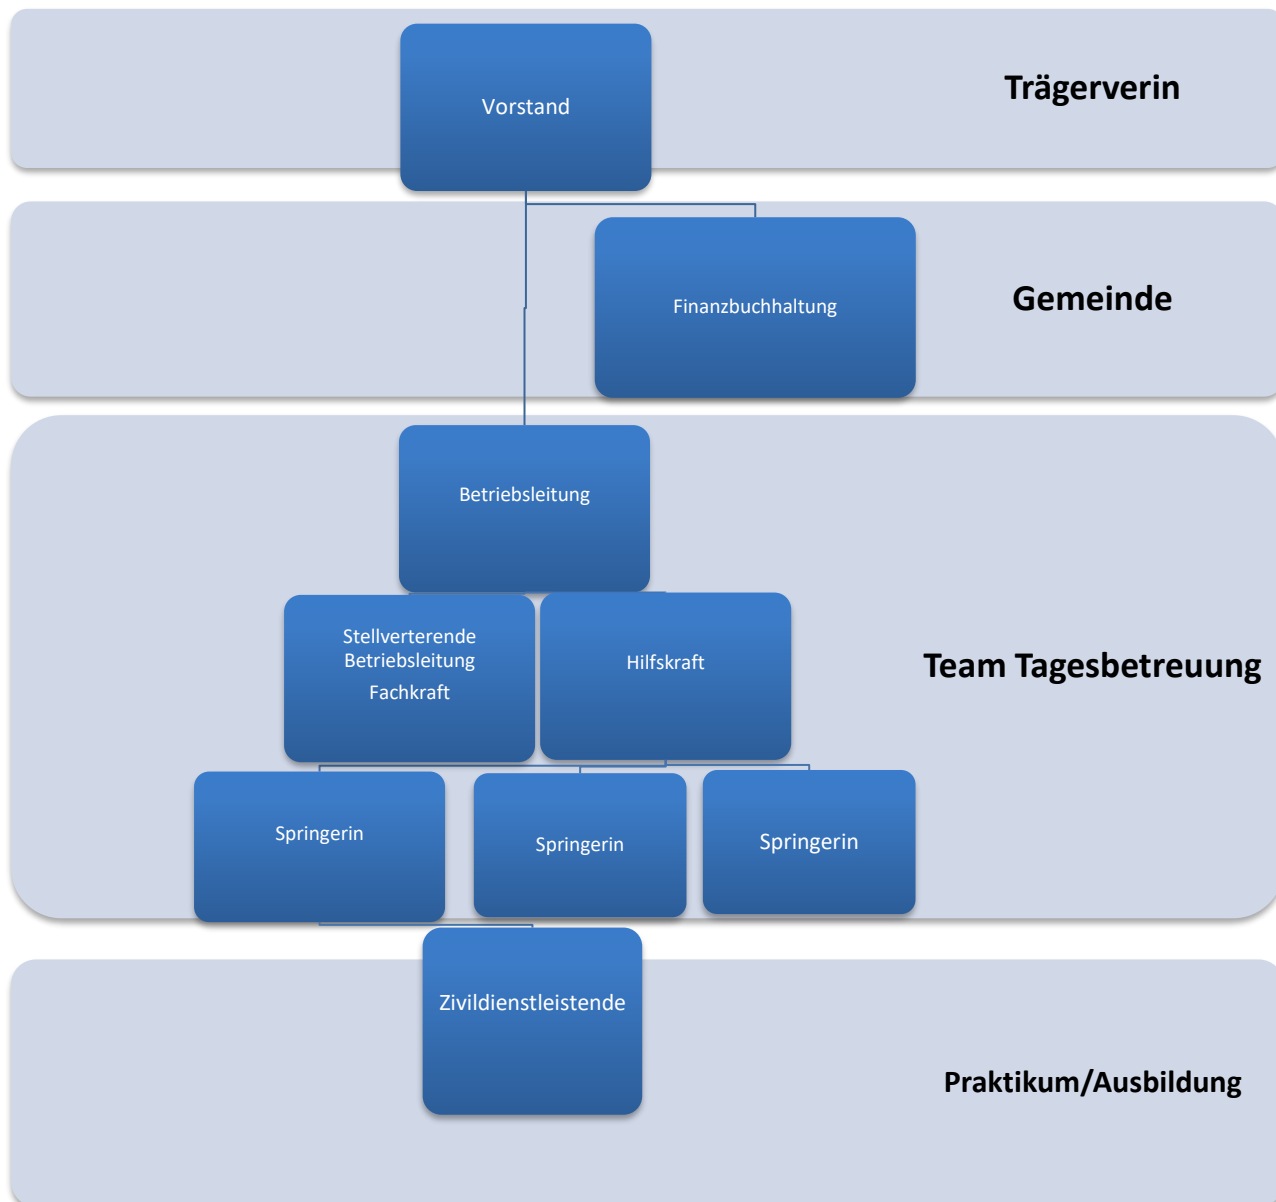 Vorstand
Trägerverin
Finanzbuchhaltung
Gemeinde
Betriebsleitung
Stellverterende
Betriebsleitung
Fachkraft
Hilfskraft
Team Tagesbetreuung
Springerin
Springerin
Springerin
Zivildienstleistende
Praktikum/Ausbildung